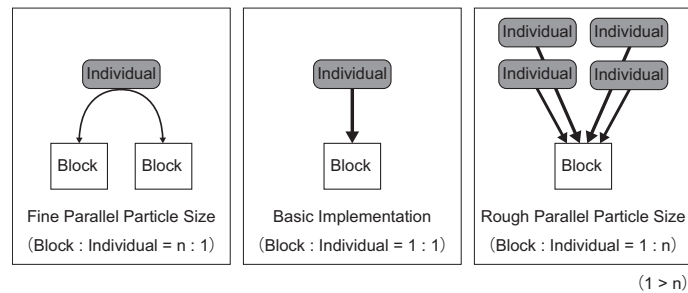 Individual
Block
Block
Fine Parallel Particle Size
(Block : Individual = n : 1)
Individual
Block
Basic Implementation
(Block : Individual = 1 : 1)
Individual
Individual
Individual
Individual
Block
Rough Parallel Particle Size
(Block : Individual = 1 : n)
(1 > n)